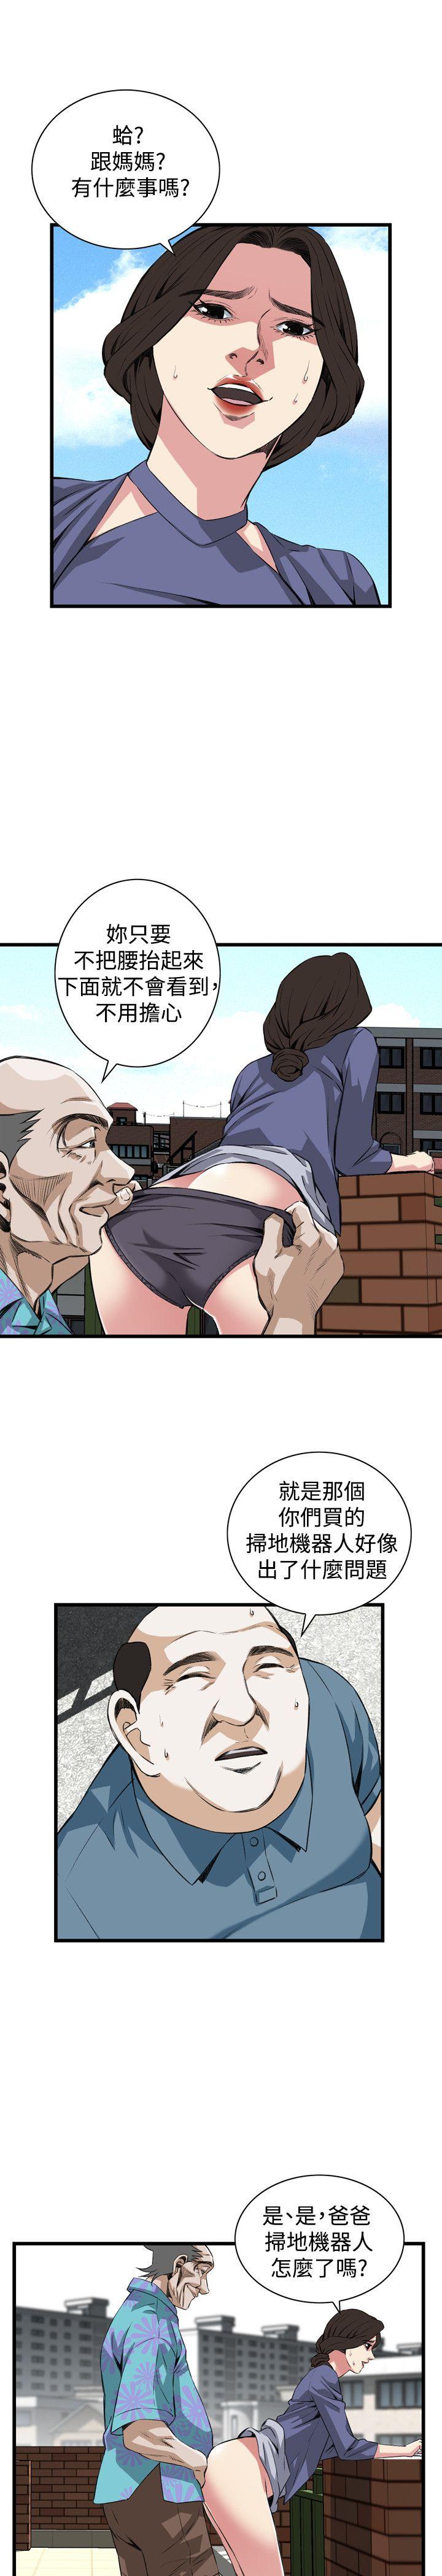 蛤?
跟媽媽?
有什麼事嗎?
妳只要
不把腰抬起來
下面就不會看到，
不用擔心
就是那個
你們買的
掃地機器人好像
出了什麼問題
是、是，爸爸
掃地機器人
怎麼了嗎?